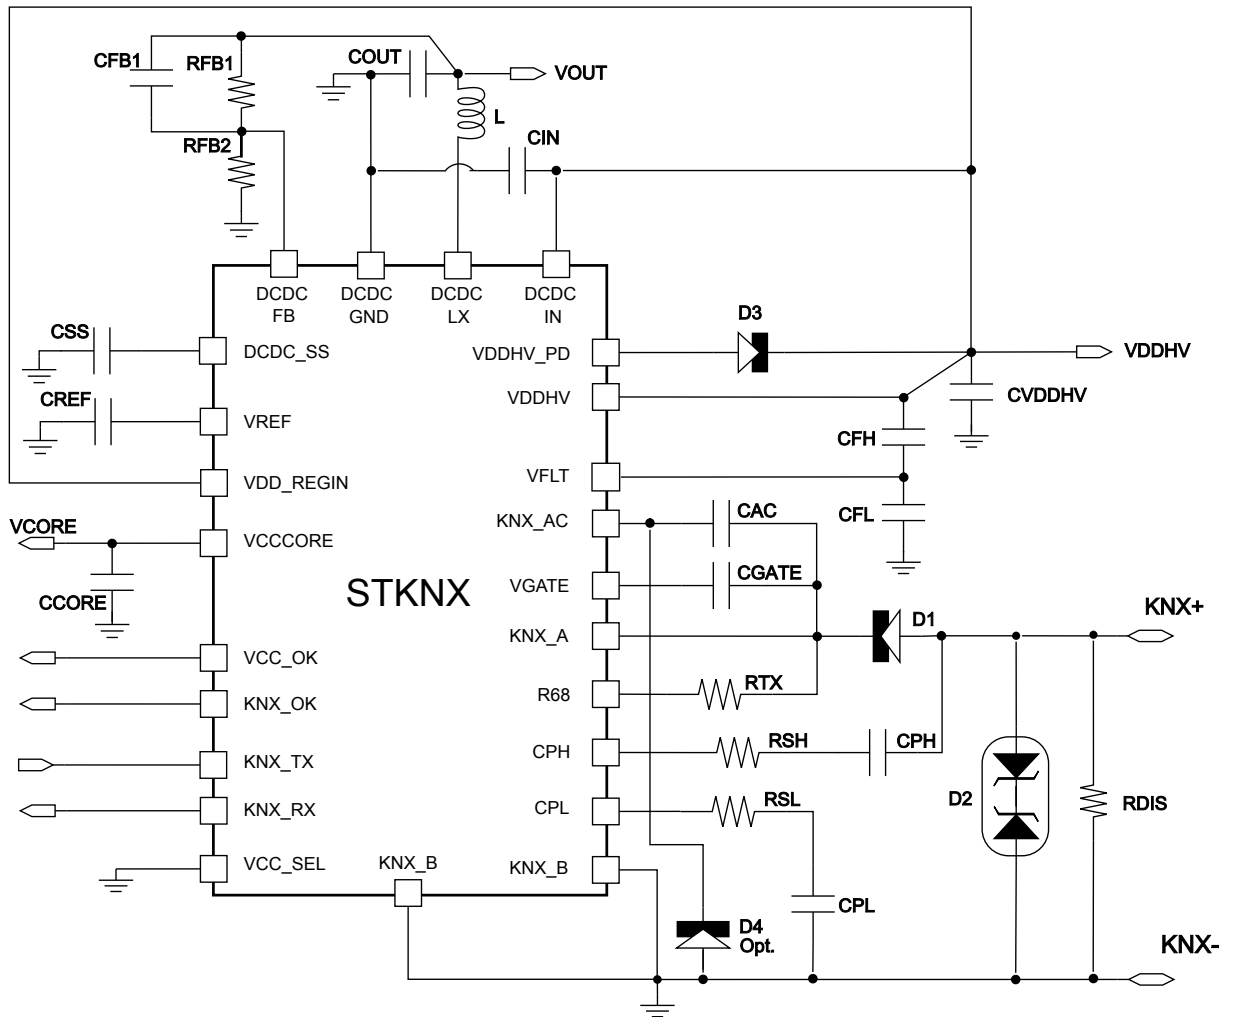 COUT
CFB1
RFB1
VOUT
L
CIN
RFB2
DCDC
FB
DCDC
GND
DCDC
LX
DCDC
IN
D3
CSS
DCDC_SS
VDDHV_PD
VDDHV
CREF
VREF
VDDHV
CVDDHV
CFH
VDD_REGIN
VFLT
CFL
VCORE
VCCCORE
KNX_AC
CAC
CCORE
STKNX
VGATE
CGATE
KNX_A
D1
KNX+
VCC_OK
KNX_OK
R68
RTX
KNX_TX
CPH
RSH
CPH
KNX_RX
CPL
RSL
D2
RDIS
VCC_SEL
KNX_B
KNX_B
CPL
D4
Opt.
KNX-